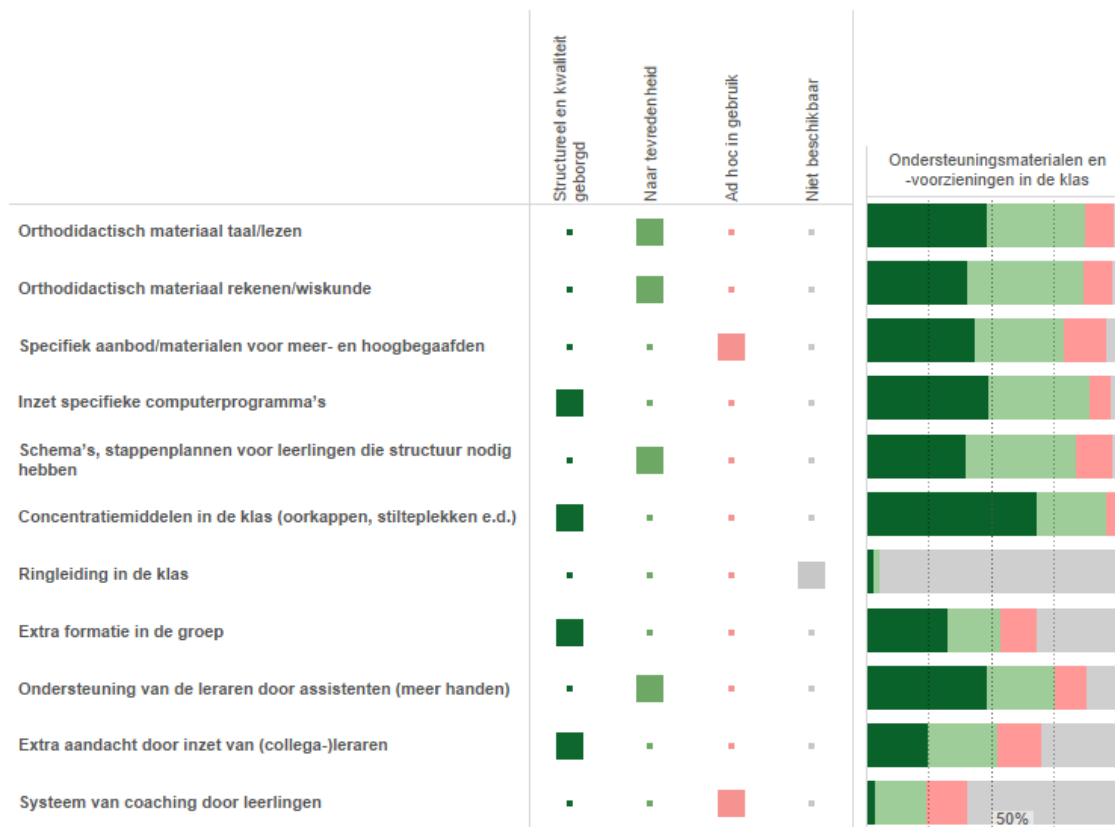 Structureel en kwaliteit
geborgd
Naar tevredenheid
Ad hoc in gebruik
Niet beschikbaar
Ondersteuningsmaterialen en
-voorzieningen in de klas
Orthodidactisch materiaal taal/lezen
Orthodidactisch materiaal rekenen/wiskunde
Specifiek aanbod/materialen voor meer- en hoogbegaafden
Inzet specifieke computerprogramma's
Schema's, stappenplannen voor leerlingen die structuur nodig
hebben
Concentratiemiddelen in de klas (oorkappen, stilteplekken e.d.)
Ringleiding in de klas
Extra formatie in de groep
Ondersteuning van de leraren door assistenten (meer handen)
Extra aandacht door inzet van (collega-)leraren
Systeem van coaching door leerlingen
50%